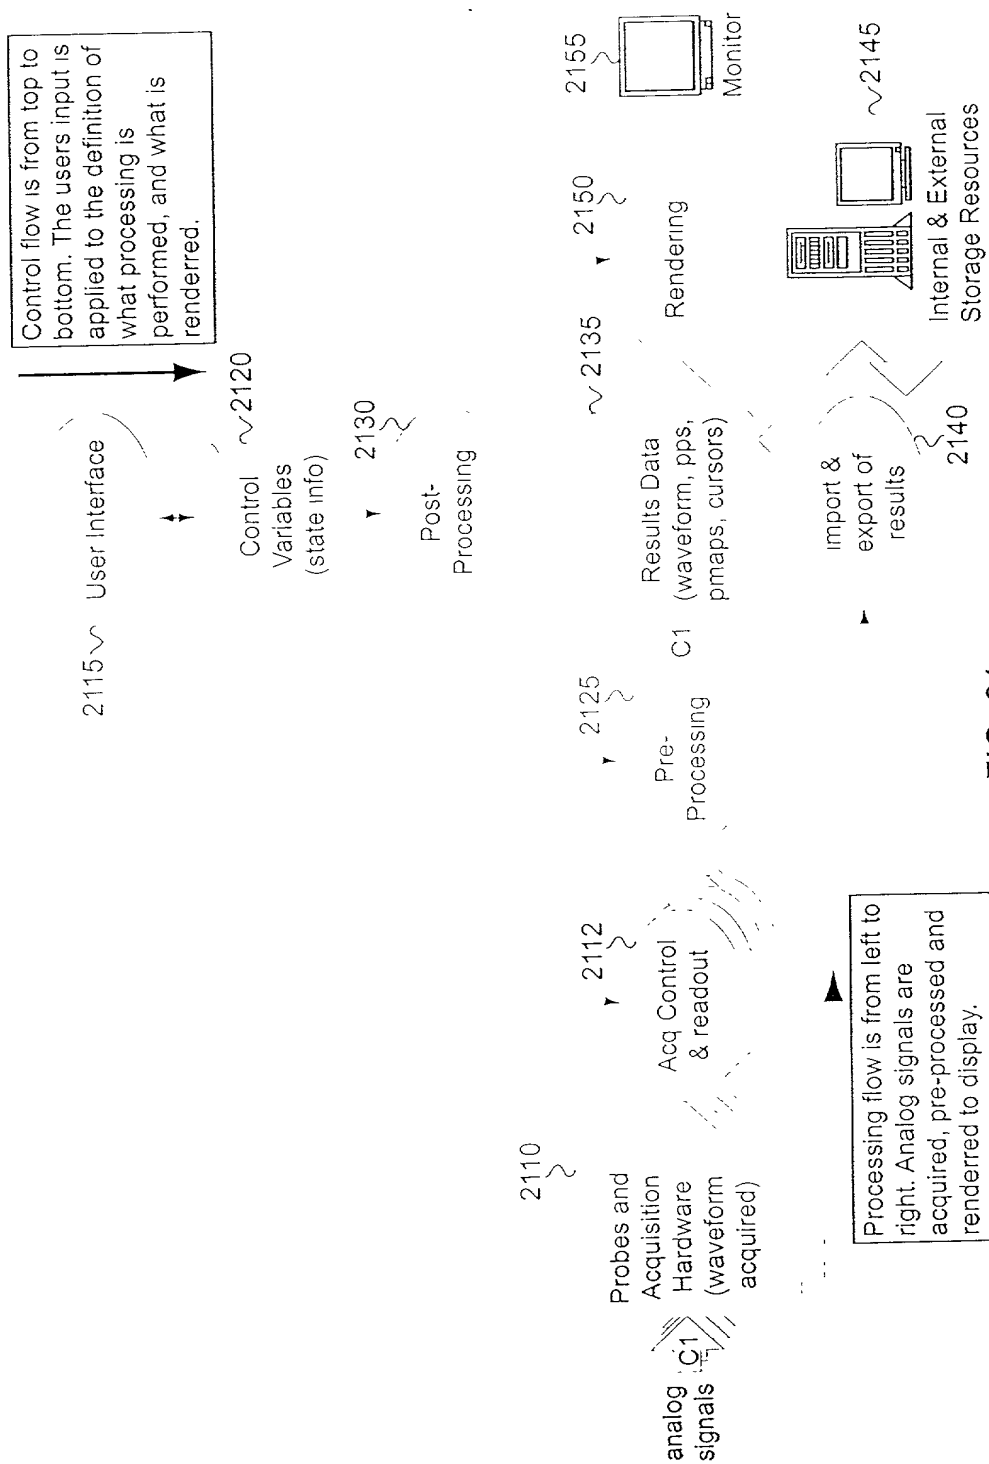 Control flow is from top to
bottom. The users input is
applied to the definition of
what processing is
performed, and what is
renderred.
2115
User Interface
2120
Control
Variables
(state info)
2130
Post-
Processing
2110
Probes and
Acquisition
Hardware
(waveform
acquired)
analog
signals
C1
2112
Acq Control
& readout
2125
Pre-
Processing
C1
2135
Results Data
(waveform, pps,
pmaps, cursors)
2150
Rendering
2155
Monitor
import &
export of
results
2140
2145
Internal & External
Storage Resources
Processing flow is from left to
right. Analog signals are
acquired, pre-processed and
renderred to display.